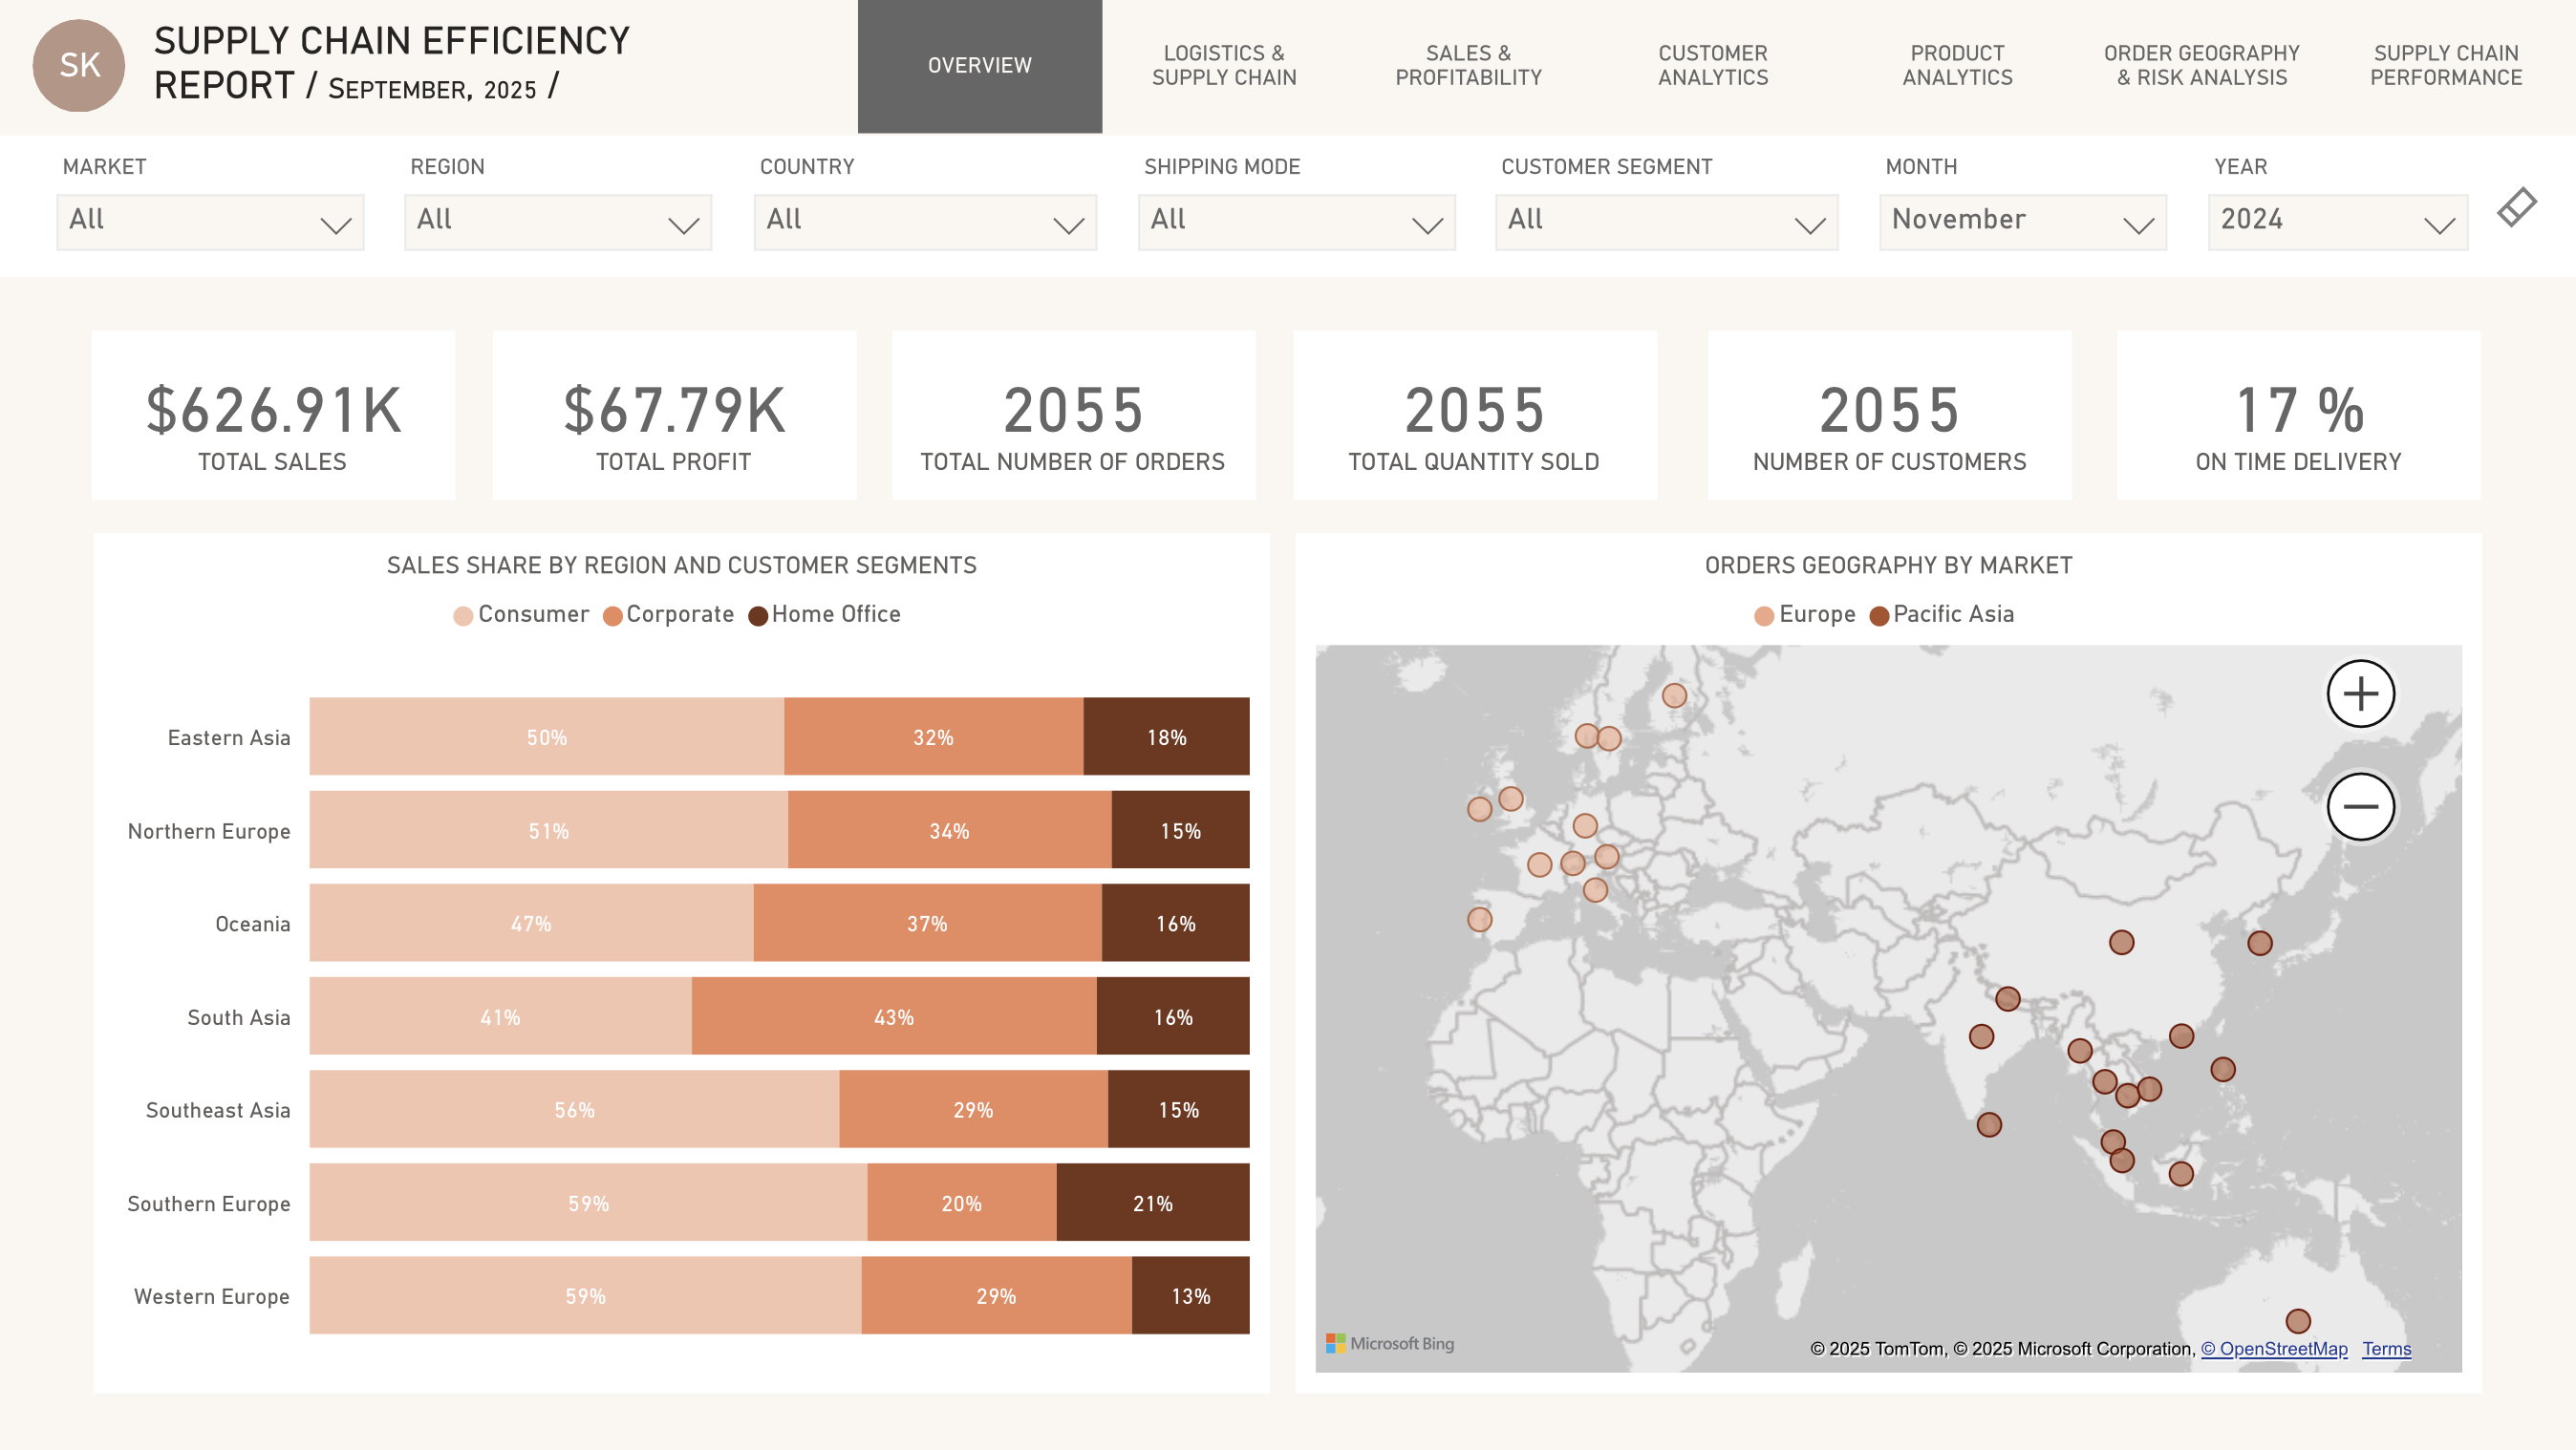 SK
SUPPLY CHAIN EFFICIENCY
REPORT / SEPTEMBER, 2025 /
OVERVIEW
LOGISTICS &
SUPPLY CHAIN
SALES &
PROFITABILITY
CUSTOMER
ANALYTICS
PRODUCT
ANALYTICS
ORDER GEOGRAPHY
& RISK ANALYSIS
SUPPLY CHAIN
PERFORMANCE
MARKET
All
REGION
All
COUNTRY
All
SHIPPING MODE
All
CUSTOMER SEGMENT
All
MONTH
November
YEAR
2024
$626.91K
TOTAL SALES
$67.79K
TOTAL PROFIT
2055
TOTAL NUMBER OF ORDERS
2055
TOTAL QUANTITY SOLD
2055
NUMBER OF CUSTOMERS
17 %
ON TIME DELIVERY
SALES SHARE BY REGION AND CUSTOMER SEGMENTS
Consumer Corporate Home Office
Eastern Asia 50% 32% 18%
Northern Europe 51% 34% 15%
Oceania 47% 37% 16%
South Asia 41% 43% 16%
Southeast Asia 56% 29% 15%
Southern Europe 59% 20% 21%
Western Europe 59% 29% 13%
ORDERS GEOGRAPHY BY MARKET
Europe Pacific Asia
Microsoft Bing
© 2025 TomTom, © 2025 Microsoft Corporation, © OpenStreetMap Terms